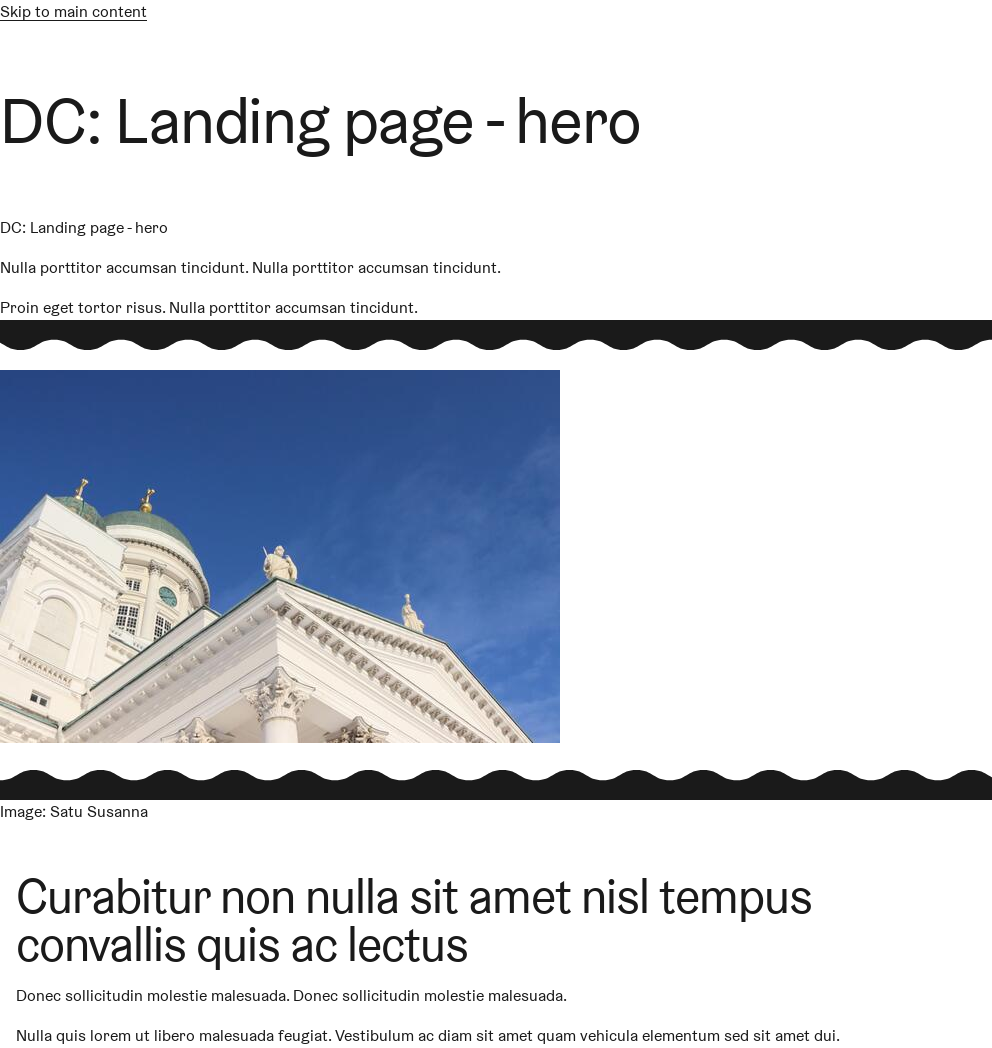 Skip to main content
DC: Landing page - hero
DC: Landing page - hero
Nulla porttitor accumsan tincidunt. Nulla porttitor accumsan tincidunt.
Proin eget tortor risus. Nulla porttitor accumsan tincidunt.
Image: Satu Susanna
Curabitur non nulla sit amet nisl tempus
convallis quis ac lectus
Donec sollicitudin molestie malesuada. Donec sollicitudin molestie malesuada.
Nulla quis lorem ut libero malesuada feugiat. Vestibulum ac diam sit amet quam vehicula elementum sed sit amet dui.